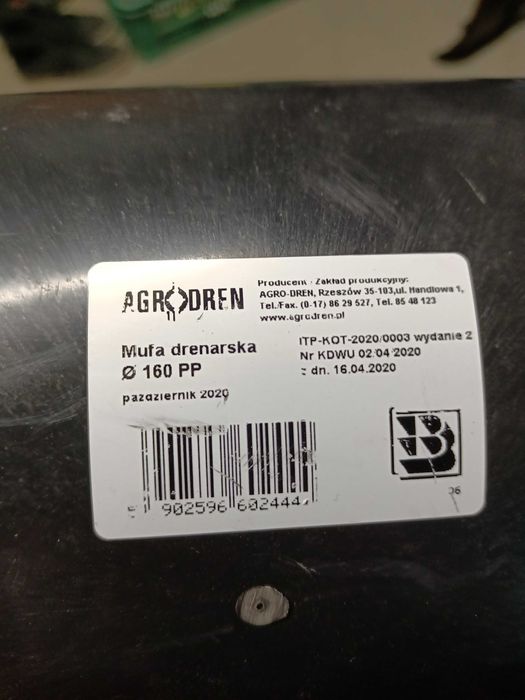 AGRODREN
Producent / Zakład produkcyjny:
AGRO-DREN, Rzeszów 35-103,ul. Handlowa 1,
Tel./Fax. (0-17) 86 29 527, Tel. 85 48 123
www.agrodren.pl
Mufa drenarska
Ø 160 PP
październik 2020
ITP-KOT-2020/0003 wydanie 2
Nr KDWU 02/04/2020
z dn. 16.04.2020
B
06
5 902596 602444